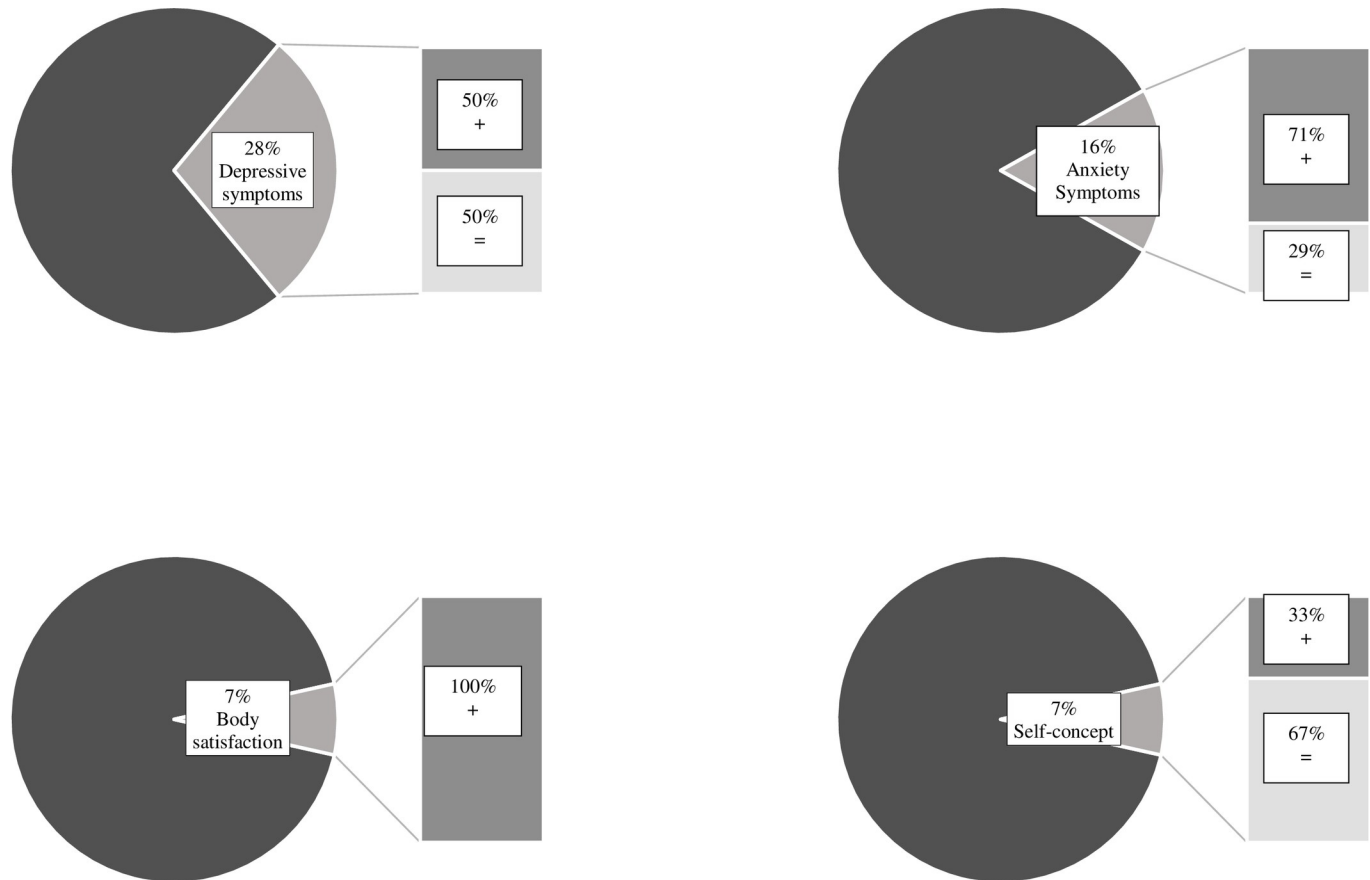 28%
Depressive
symptoms
50%
+
50%
=
16%
Anxiety
Symptoms
71%
+
29%
=
7%
Body
satisfaction
100%
+
7%
Self-concept
33%
+
67%
=